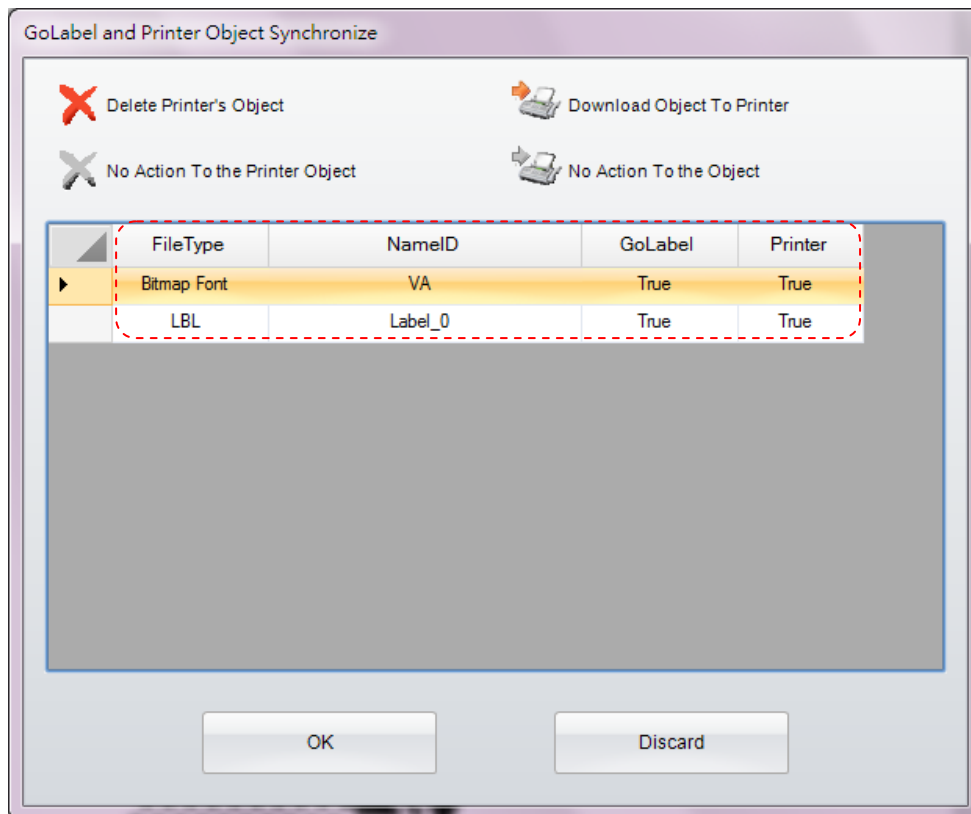 GoLabel and Printer Object Synchronize
Delete Printer's Object Download Object To Printer
No Action To the Printer Object No Action To the Object
FileType NameID GoLabel Printer
Bitmap Font VA True True
LBL Label_0 True True
OK Discard